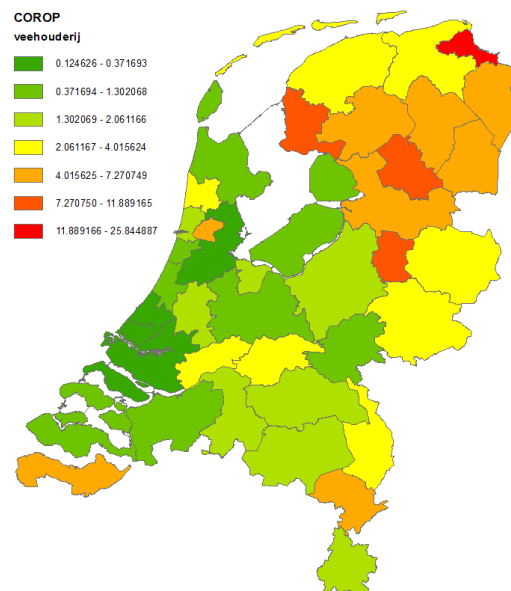 COROP
veehouderij
0.124626 - 0.371693
0.371694 - 1.302068
1.302069 - 2.061166
2.061167 - 4.015624
4.015625 - 7.270749
7.270750 - 11.889165
11.889166 - 25.844887